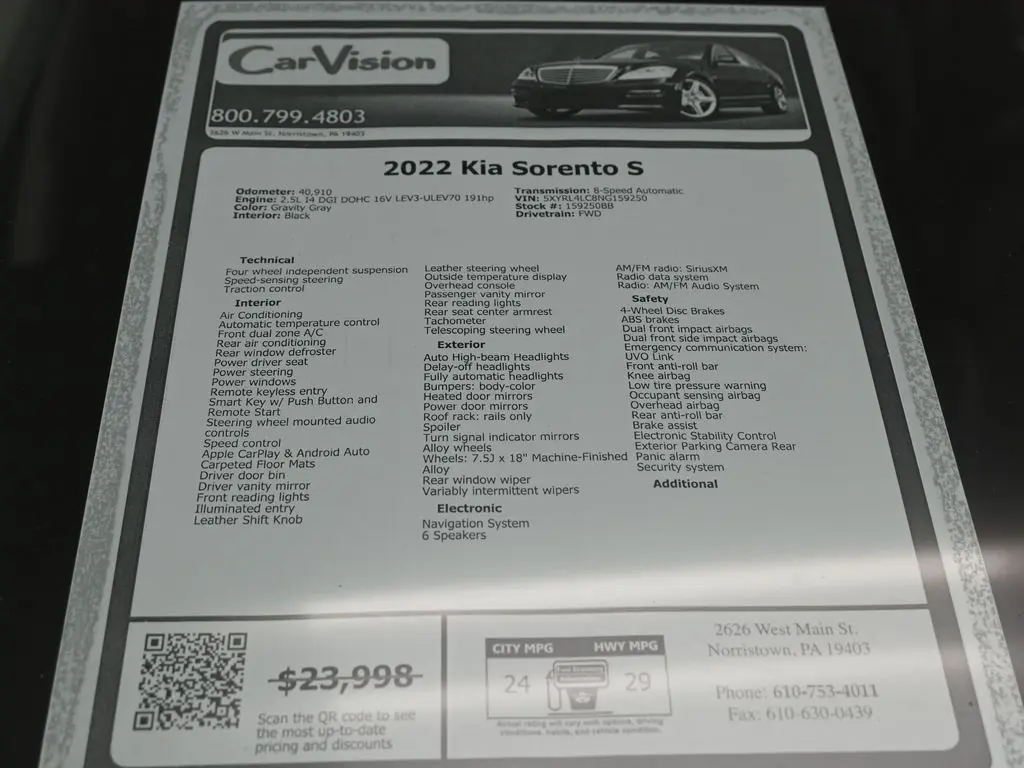 CarVision
800.799.4803
2626 W Main St, Norristown, PA 19403
2022 Kia Sorento S
Odometer: 40,910
Engine: 2.5L I4 DGI DOHC 16V LEV3-ULEV70 191hp
Color: Gravity Gray
Interior: Black
Transmission: 8-Speed Automatic
VIN: 5XYRL4LC8NG159250
Stock #: 159250BB
Drivetrain: FWD
Technical
Four wheel independent suspension
Speed-sensing steering
Traction control
Interior
Air Conditioning
Automatic temperature control
Front dual zone A/C
Rear air conditioning
Rear window defroster
Power driver seat
Power steering
Power windows
Remote keyless entry
Smart Key w/ Push Button and
Remote Start
Steering wheel mounted audio
controls
Speed control
Apple CarPlay & Android Auto
Carpeted Floor Mats
Driver door bin
Driver vanity mirror
Front reading lights
Illuminated entry
Leather Shift Knob
Leather steering wheel
Outside temperature display
Overhead console
Passenger vanity mirror
Rear reading lights
Rear seat center armrest
Tachometer
Telescoping steering wheel
Exterior
Auto High-beam Headlights
Delay-off headlights
Fully automatic headlights
Bumpers: body-color
Heated door mirrors
Power door mirrors
Roof rack: rails only
Spoiler
Turn signal indicator mirrors
Alloy wheels
Wheels: 7.5J x 18" Machine-Finished
Alloy
Rear window wiper
Variably intermittent wipers
Electronic
Navigation System
6 Speakers
AM/FM radio: SiriusXM
Radio data system
Radio: AM/FM Audio System
Safety
4-Wheel Disc Brakes
ABS brakes
Dual front impact airbags
Dual front side impact airbags
Emergency communication system:
UVO Link
Front anti-roll bar
Knee airbag
Low tire pressure warning
Occupant sensing airbag
Overhead airbag
Rear anti-roll bar
Brake assist
Electronic Stability Control
Exterior Parking Camera Rear
Panic alarm
Security system
Additional
$23,998
Scan the QR code to see
the most up-to-date
pricing and discounts
CITY MPG
HWY MPG
24
29
Actual rating will vary with options, driving
conditions, habits, and vehicle condition.
2626 West Main St.
Norristown, PA 19403
Phone: 610-753-4011
Fax: 610-630-0439